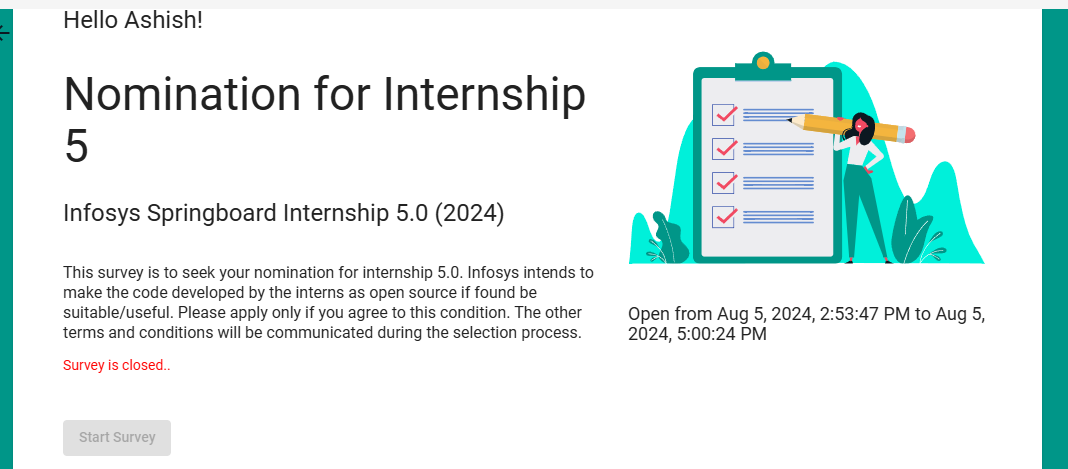 Hello Ashish!
Nomination for Internship
5
Infosys Springboard Internship 5.0 (2024)
This survey is to seek your nomination for internship 5.0. Infosys intends to
make the code developed by the interns as open source if found be
suitable/useful. Please apply only if you agree to this condition. The other
terms and conditions will be communicated during the selection process.
Survey is closed..
Start Survey
Open from Aug 5, 2024, 2:53:47 PM to Aug 5,
2024, 5:00:24 PM